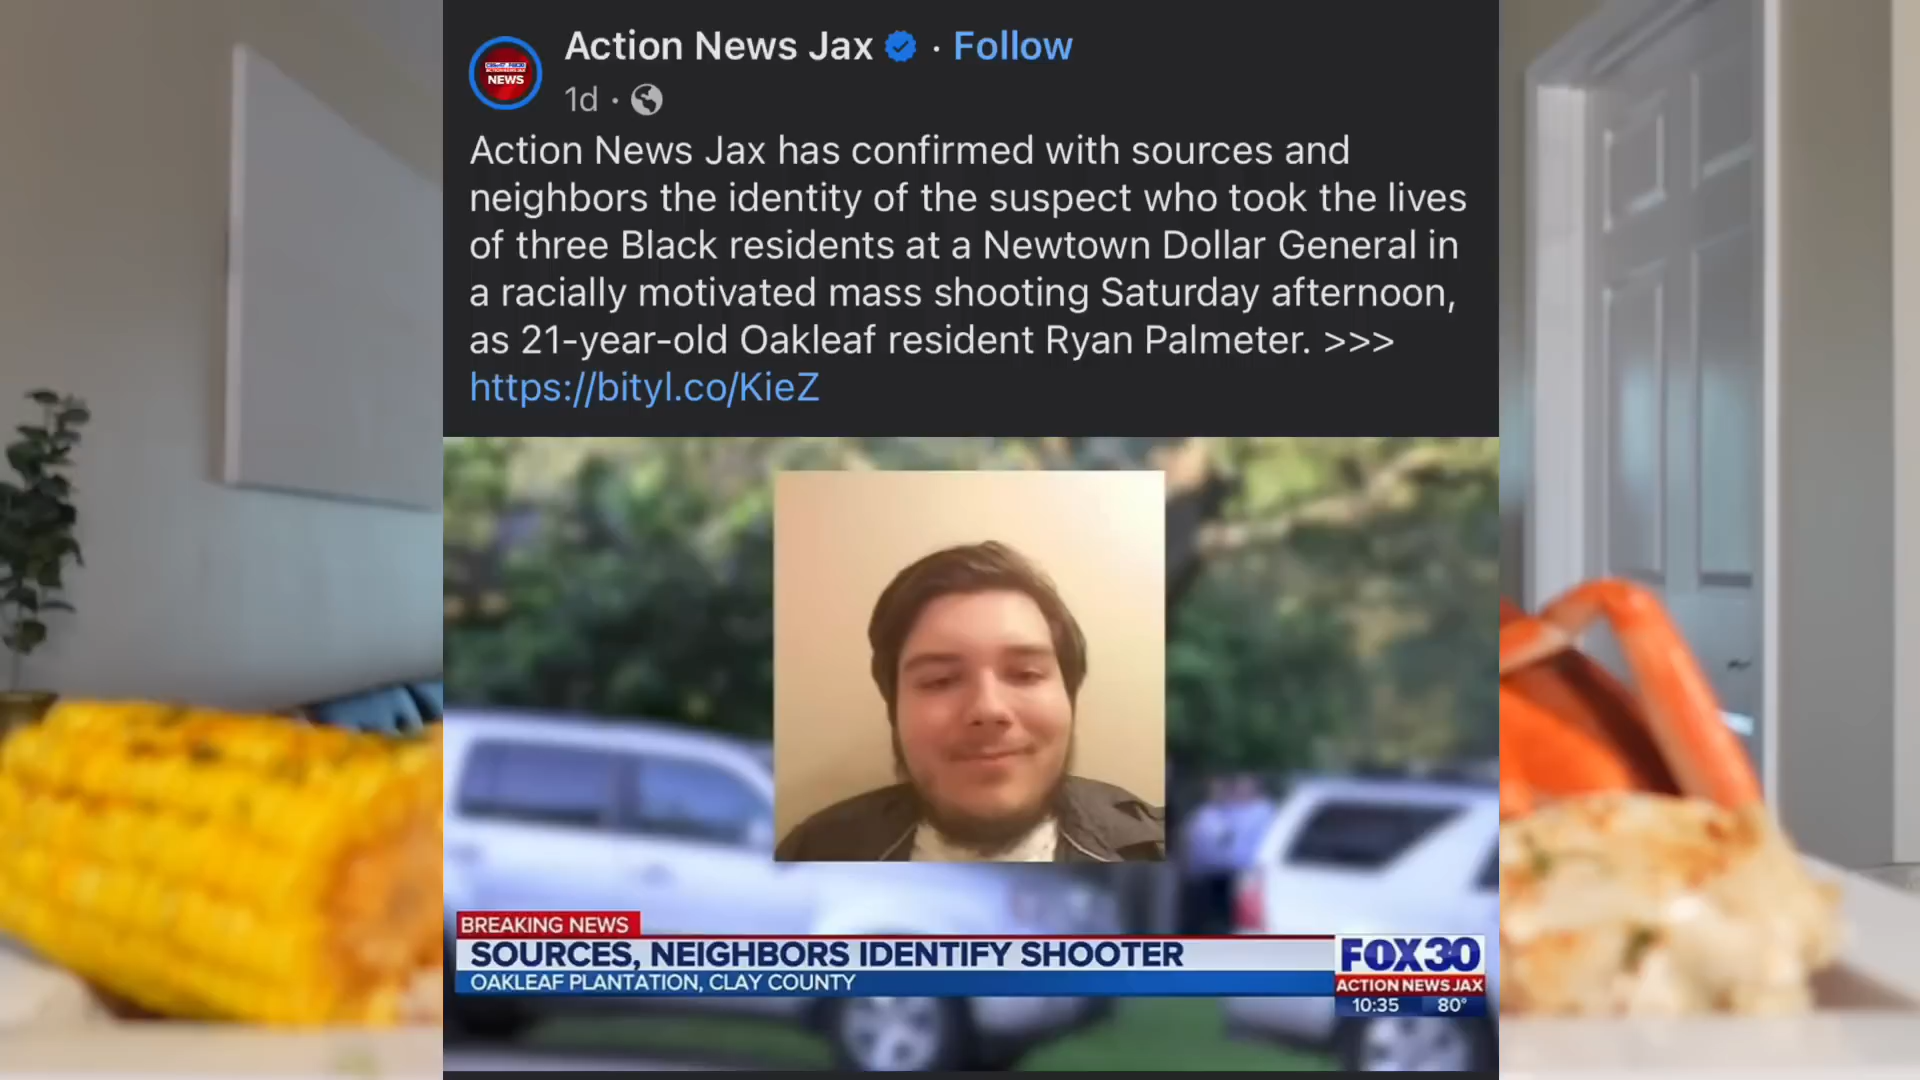 Action News Jax · Follow
NEWS
1d ·
Action News Jax has confirmed with sources and
neighbors the identity of the suspect who took the lives
of three Black residents at a Newtown Dollar General in
a racially motivated mass shooting Saturday afternoon,
as 21-year-old Oakleaf resident Ryan Palmeter. >>>
https://bityl.co/KieZ
BREAKING NEWS
SOURCES, NEIGHBORS IDENTIFY SHOOTER
OAKLEAF PLANTATION, CLAY COUNTY
FOX30
ACTION NEWS JAX
10:35 80°